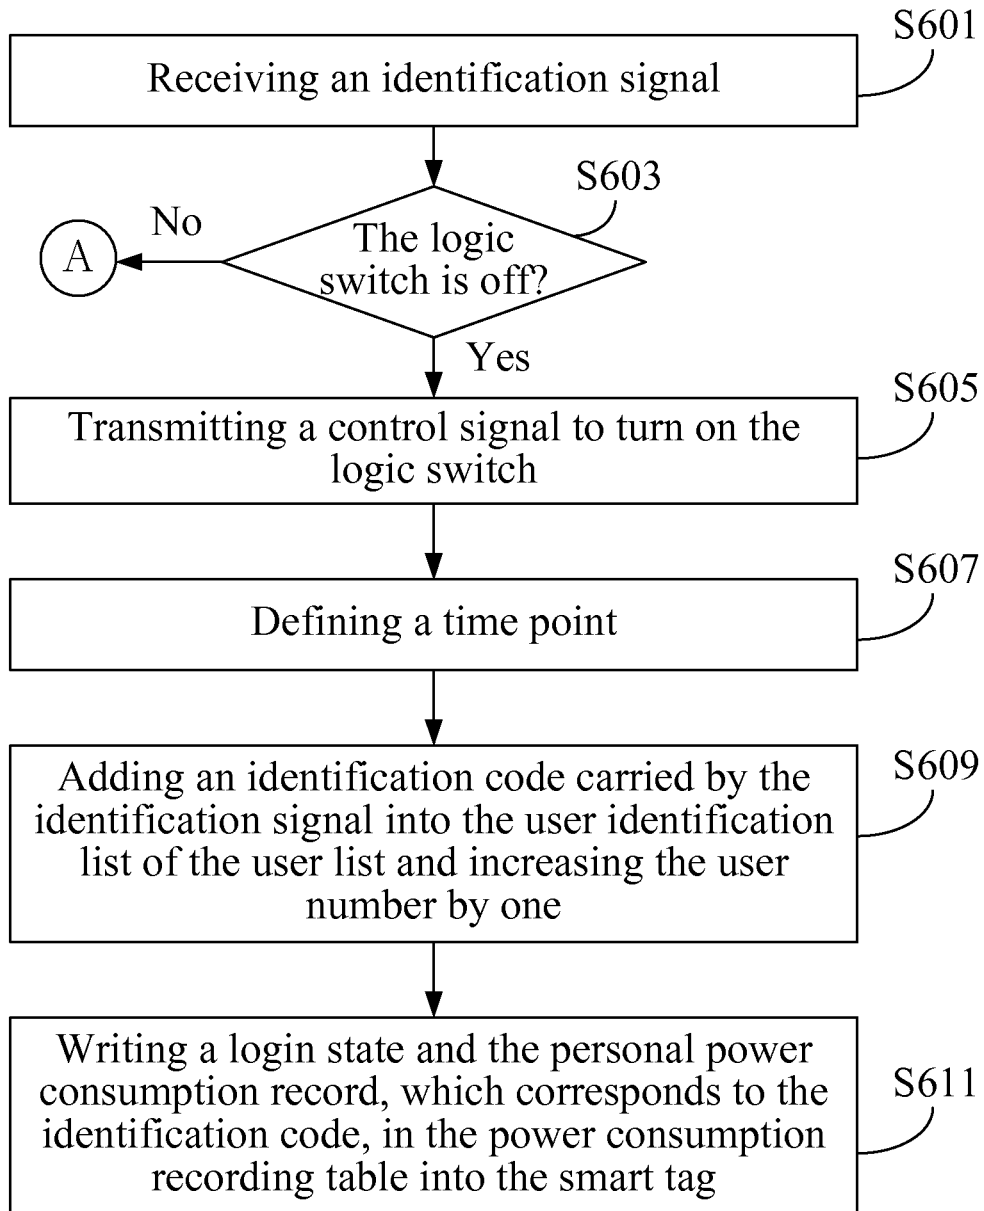 S601
Receiving an identification signal
S603
No
A
The logic
switch is off?
Yes
S605
Transmitting a control signal to turn on the
logic switch
S607
Defining a time point
S609
Adding an identification code carried by the
identification signal into the user identification
list of the user list and increasing the user
number by one
S611
Writing a login state and the personal power
consumption record, which corresponds to the
identification code, in the power consumption
recording table into the smart tag